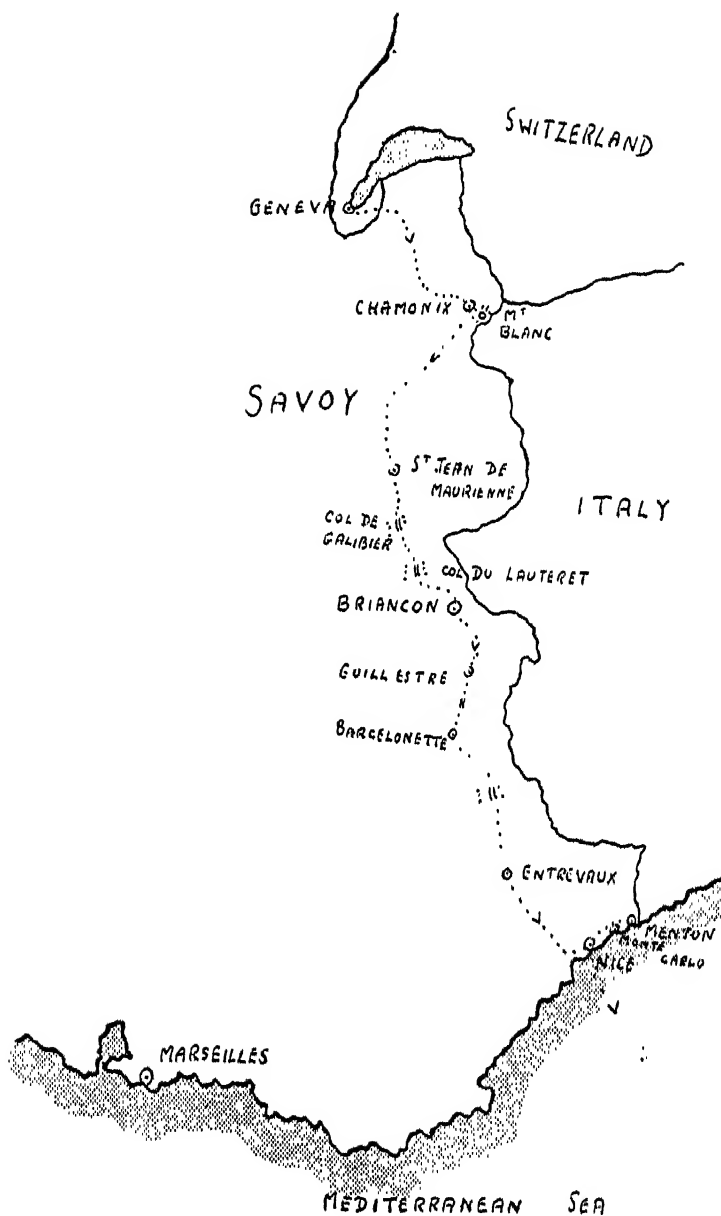 SWITZERLAND
GENEVA
CHAMONIX
MT
BLANC
SAVOY
ST JEAN DE
MAURIENNE
ITALY
COL DE
GALIBIER
COL DU LAUTERET
BRIANCON
GUILLESTRE
BARCELONETTE
ENTREVAUX
MENTON
MONTE
CARLO
NICE
MARSEILLES
MEDITERRANEAN SEA